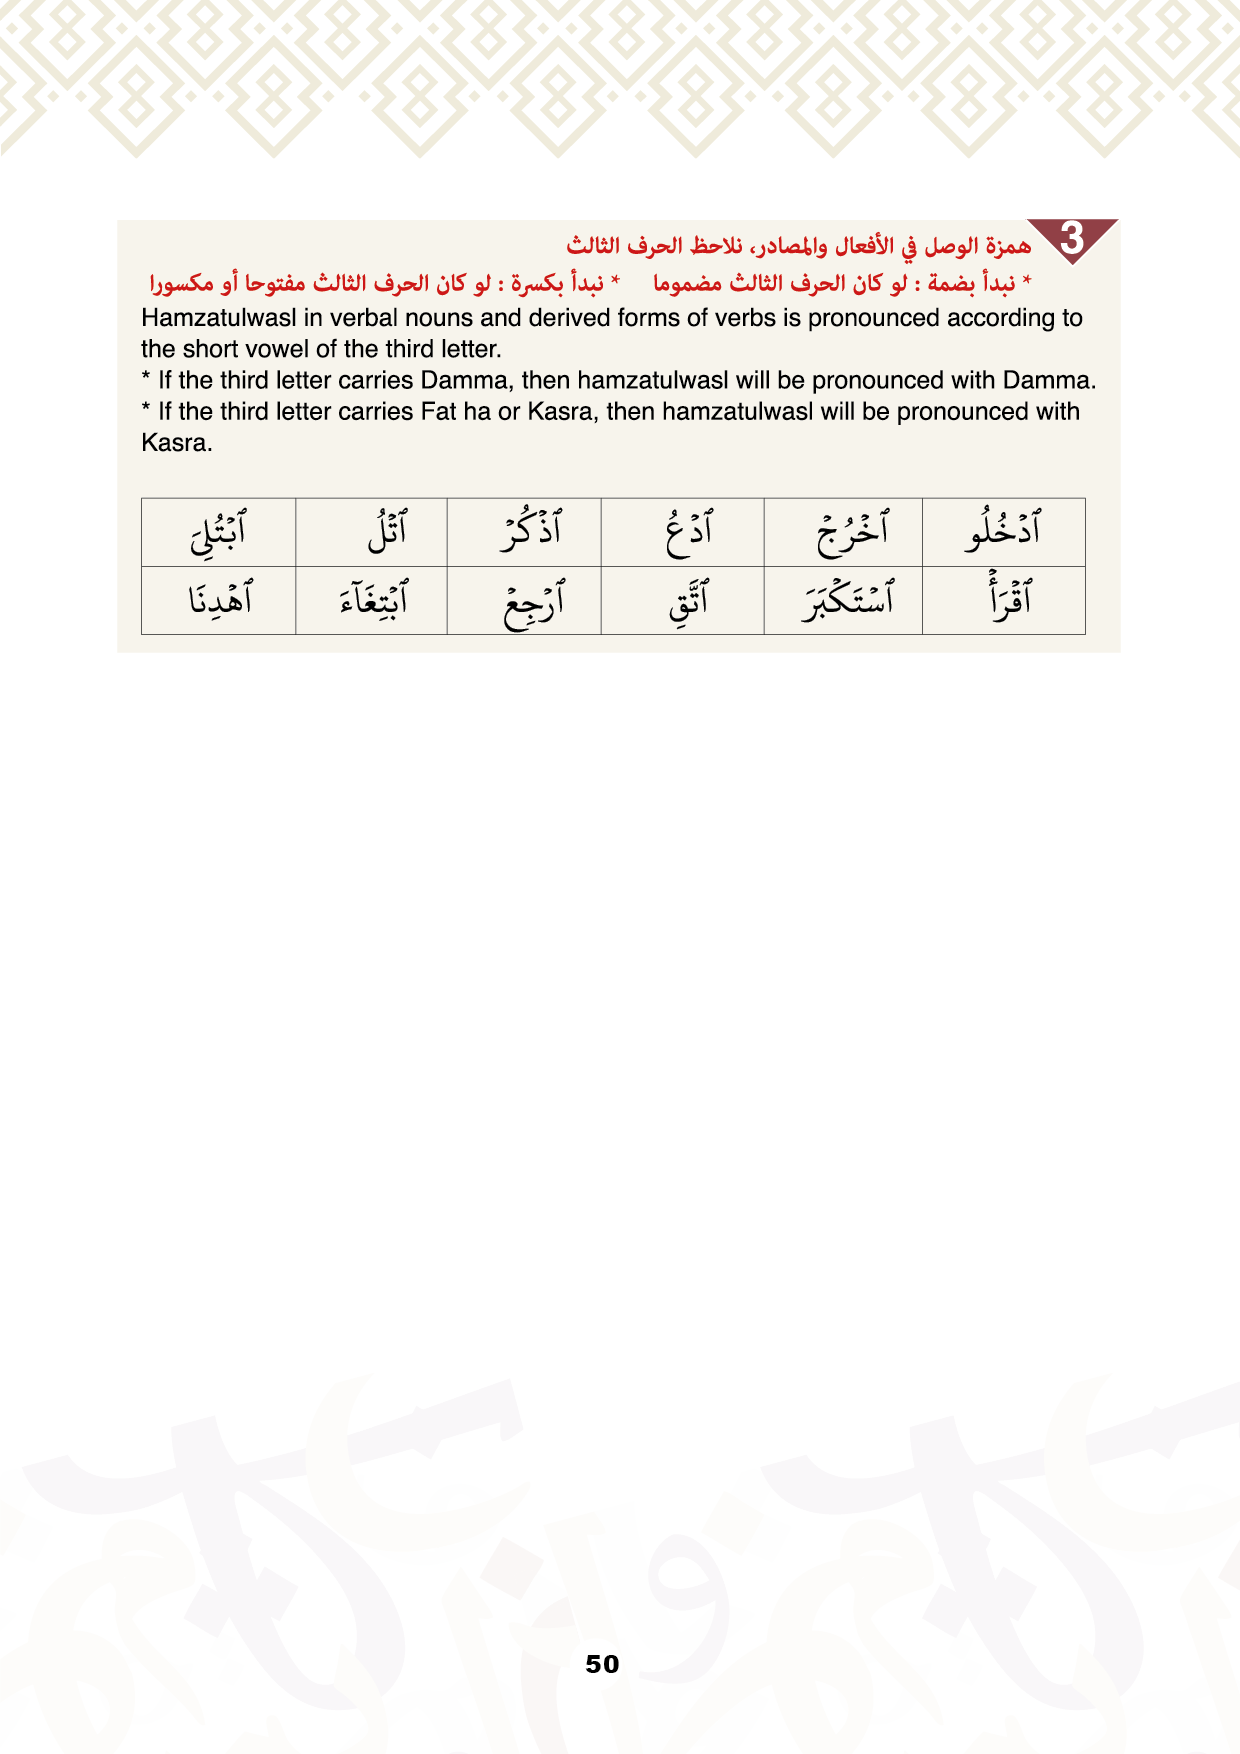 3
همزة الوصل في الأفعال والمصادر، نلاحظ الحرف الثالث
* نبدأ بضمة : لو كان الحرف الثالث مضموما * نبدأ بكسرة : لو كان الحرف الثالث مفتوحا أو مكسورا
Hamzatulwasl in verbal nouns and derived forms of verbs is pronounced according to
the short vowel of the third letter.
* If the third letter carries Damma, then hamzatulwasl will be pronounced with Damma.
* If the third letter carries Fat ha or Kasra, then hamzatulwasl will be pronounced with
Kasra.
ٱدۡخُلُو ٱخۡرُجۡ ٱدۡعُ ٱذۡكُرۡ ٱتۡلُ ٱبۡتُلِيَ
ٱقۡرَأۡ ٱسۡتَكۡبَرَ ٱتَّقِ ٱرۡجِعۡ ٱبۡتِغَآءَ ٱهۡدِنَا
50